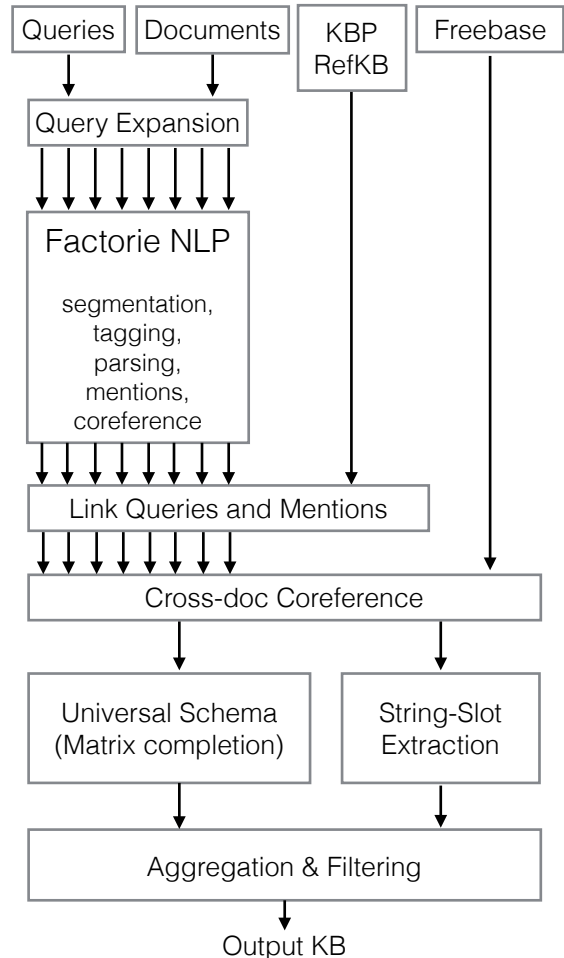 Queries
Documents
KBP
RefKB
Freebase
Query Expansion
Factorie NLP
segmentation,
tagging,
parsing,
mentions,
coreference
Link Queries and Mentions
Cross-doc Coreference
Universal Schema
(Matrix completion)
String-Slot
Extraction
Aggregation & Filtering
Output KB